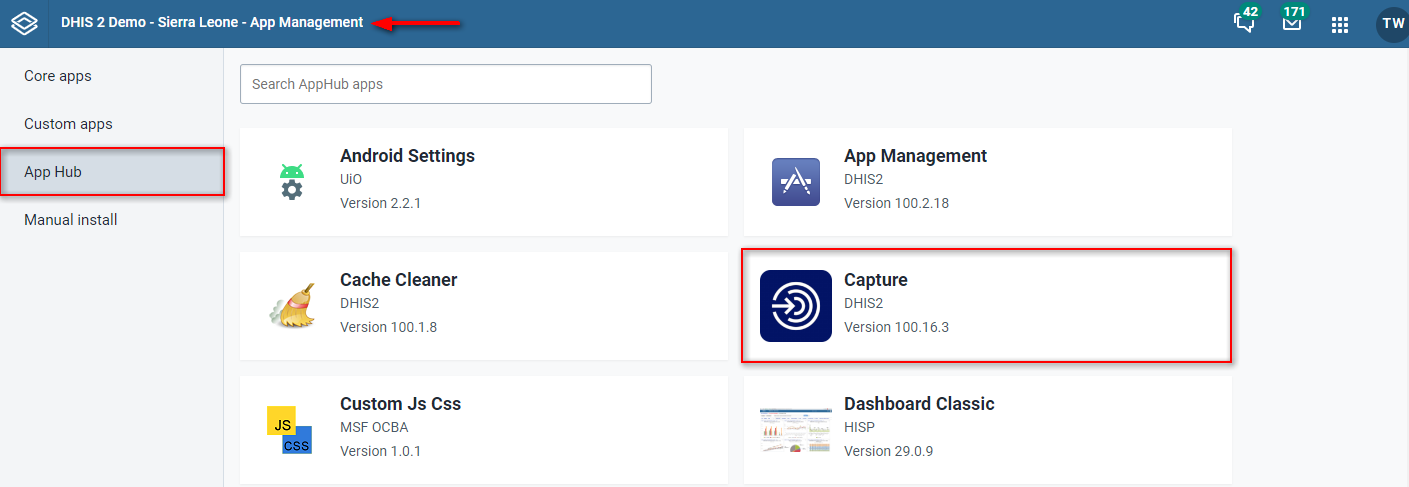 DHIS 2 Demo - Sierra Leone - App Management
42
171
TW
Core apps
Custom apps
App Hub
Manual install
Search AppHub apps
Android Settings
UiO
Version 2.2.1
App Management
DHIS2
Version 100.2.18
Cache Cleaner
DHIS2
Version 100.1.8
Capture
DHIS2
Version 100.16.3
JS
CSS
Custom Js Css
MSF OCBA
Version 1.0.1
Dashboard Classic
HISP
Version 29.0.9